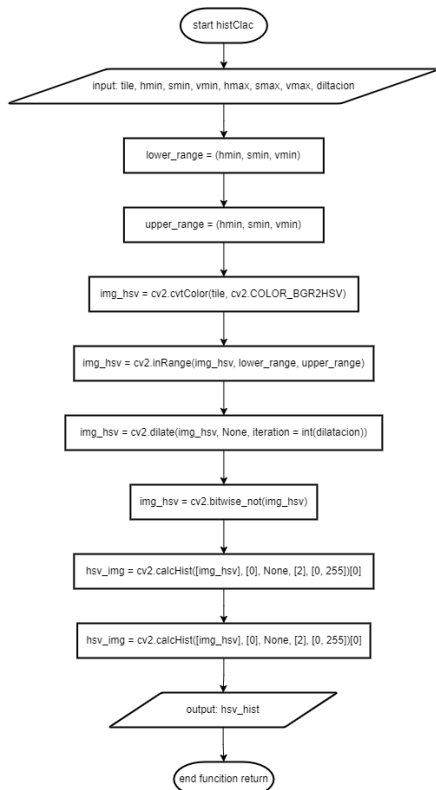 start histClac
input: tile, hmin, smin, vmin, hmax, smax, vmax, diltacion
lower_range = (hmin, smin, vmin)
upper_range = (hmin, smin, vmin)
img_hsv = cv2.cvtColor(tile, cv2.COLOR_BGR2HSV)
img_hsv = cv2.inRange(img_hsv, lower_range, upper_range)
img_hsv = cv2.dilate(img_hsv, None, iteration = int(dilatacion))
img_hsv = cv2.bitwise_not(img_hsv)
hsv_img = cv2.calcHist([img_hsv], [0], None, [2], [0, 255])[0]
hsv_img = cv2.calcHist([img_hsv], [0], None, [2], [0, 255])[0]
output: hsv_hist
end funcition return